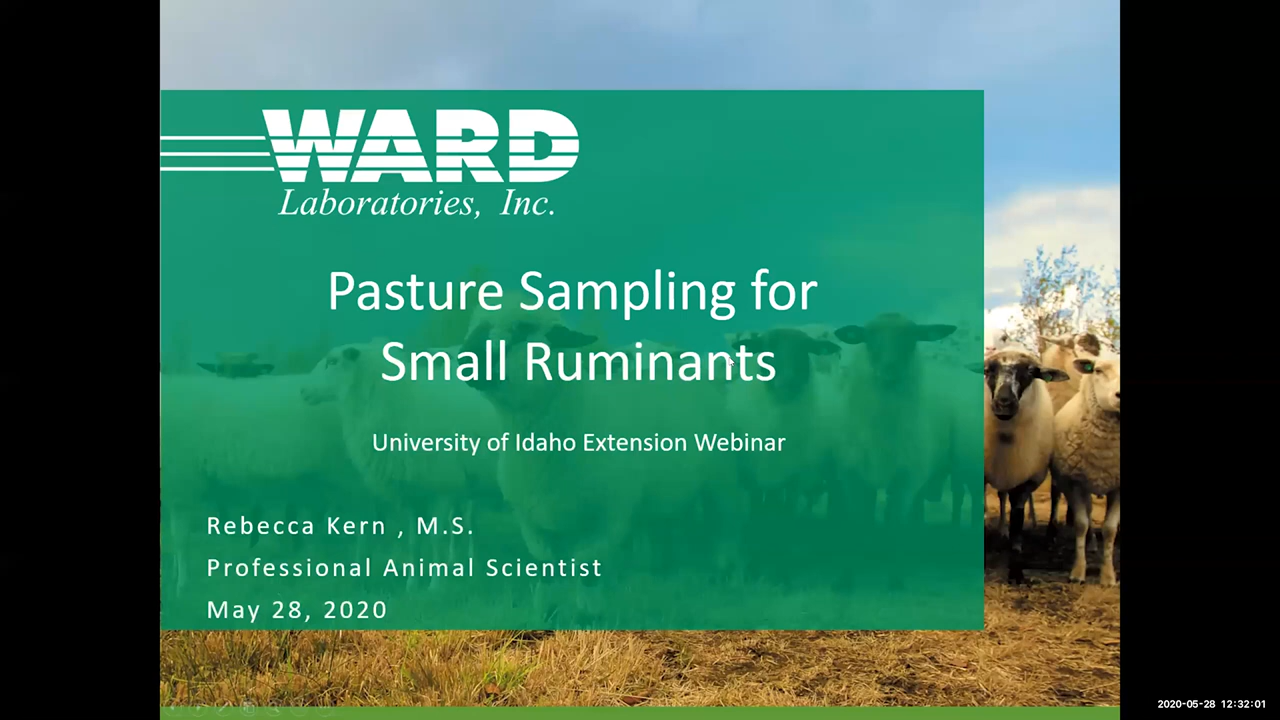 WARD
Laboratories, Inc.
Pasture Sampling for
Small Ruminants
University of Idaho Extension Webinar
Rebecca Kern , M.S.
Professional Animal Scientist
May 28, 2020
2020-05-28 12:32:01